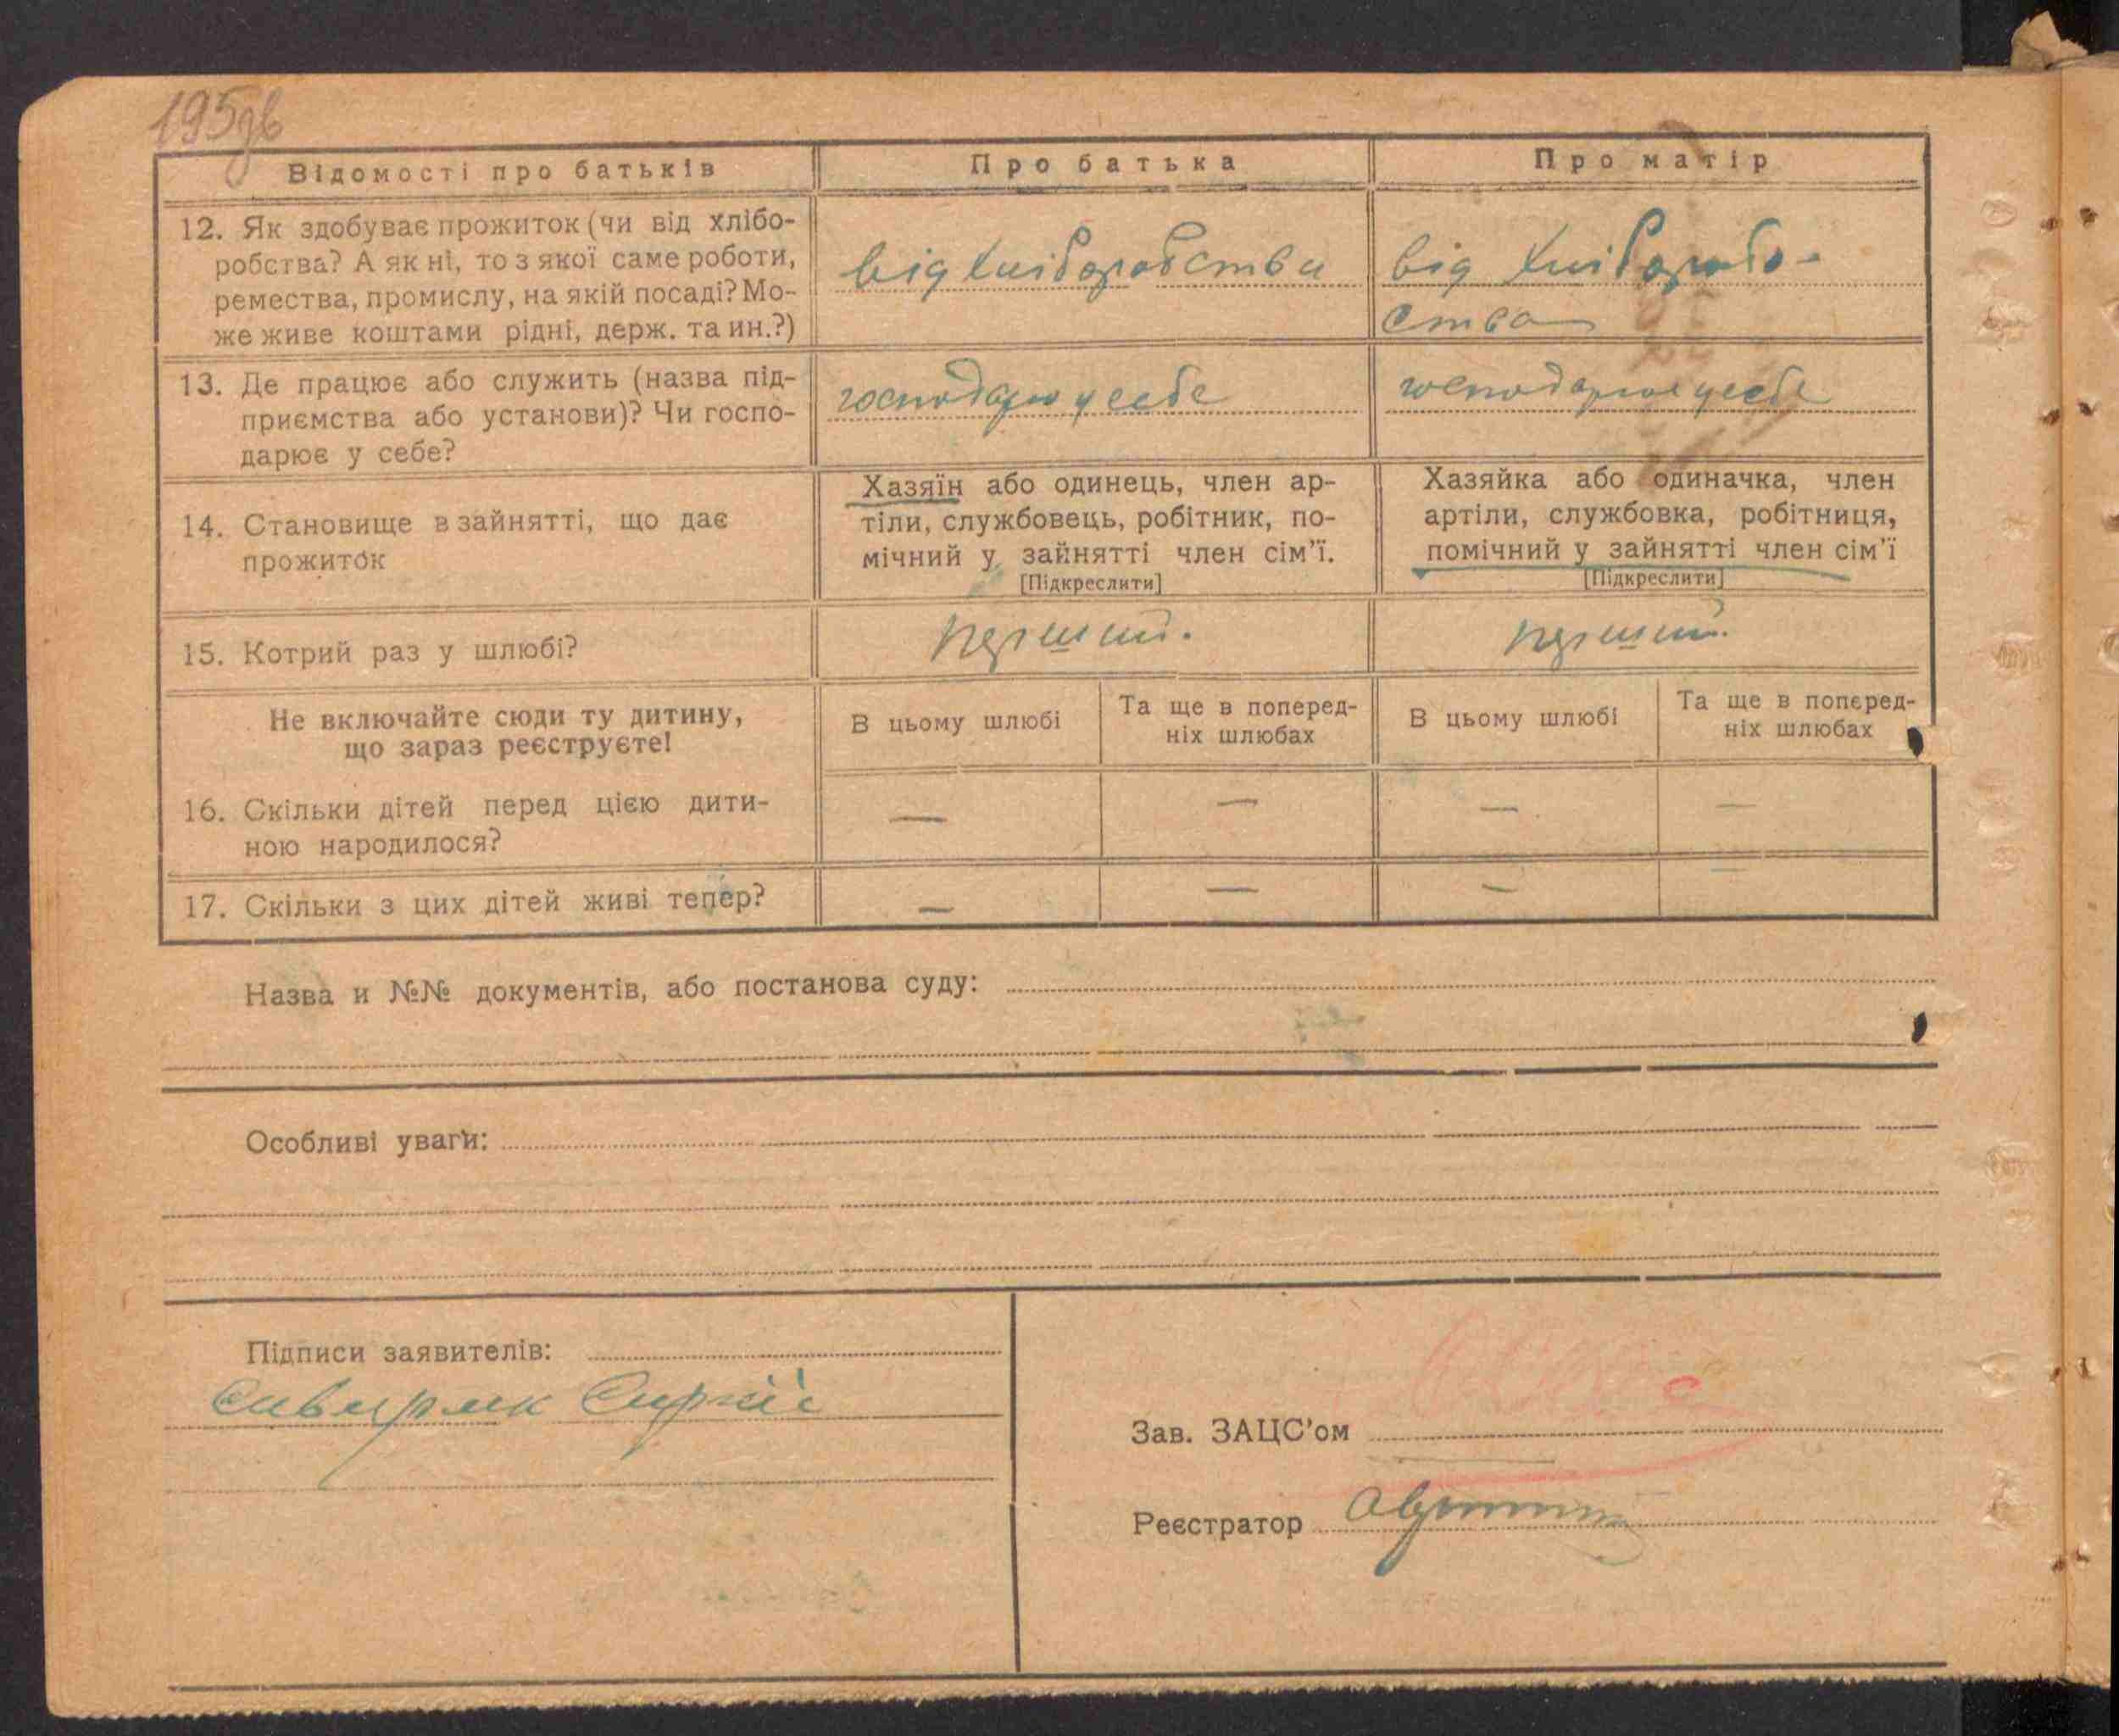 195зв
Відомості про батьків
Про батька
Про матір
12. Як здобуває прожиток (чи від хлібо-
робства? А як ні, то з якої саме роботи,
ремества, промислу, на якій посаді? Мо-
же живе коштами рідні, держ. та ин.?)
від хліборобства
від хліборобо-
ства
13. Де працює або служить (назва під-
приємства або установи)? Чи госпо-
дарює у себе?
господарює у себе
господарює у себе
14. Становище в зайнятті, що дає
прожиток
Хазяїн або одинець, член ар-
тіли, службовець, робітник, по-
мічний у зайнятті член сім’ї.
[Підкреслити]
Хазяйка або одиначка, член
артіли, службовка, робітниця,
помічний у зайнятті член сім’ї
[Підкреслити]
15. Котрий раз у шлюбі?
перший.
перший.
Не включайте сюди ту дитину,
що зараз реєструєте!
В цьому шлюбі
Та ще в поперед-
ніх шлюбах
В цьому шлюбі
Та ще в поперед-
ніх шлюбах
16. Скільки дітей перед цією дити-
ною народилося?
— — — —
17. Скільки з цих дітей живі тепер?
— — — —
Назва и №№ документів, або постанова суду:
Особливі уваги:
Підписи заявителів:
Зав. ЗАЦС’ом
Реєстратор